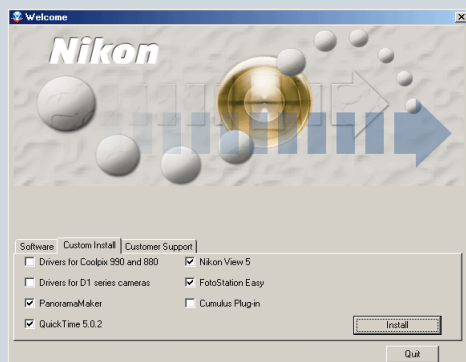 Welcome
Nikon
Software Custom Install Customer Support
Drivers for Coolpix 990 and 880
Nikon View 5
Drivers for D1 series cameras
FotoStation Easy
PanoramaMaker
Cumulus Plug-in
QuickTime 5.0.2
Install
Quit